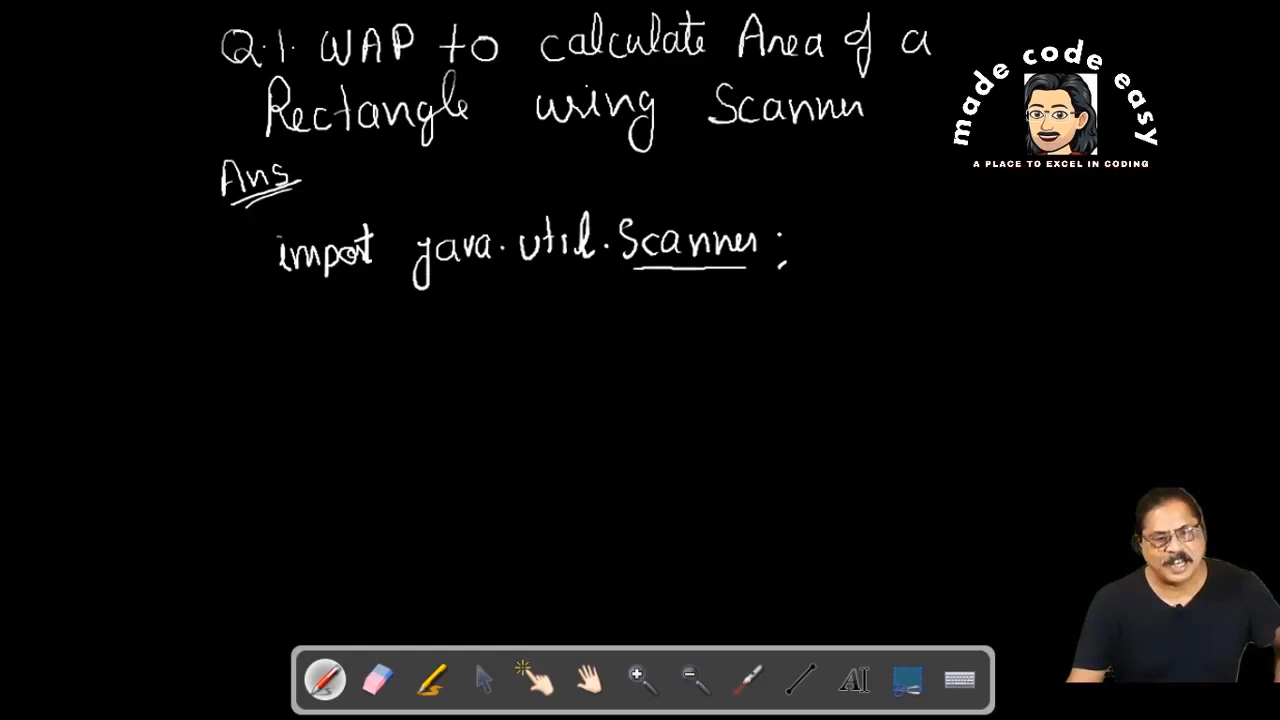 Q.1. WAP to calculate Area of a
Rectangle using Scanner
Ans
import java.util.Scanner;
made code easy
A PLACE TO EXCEL IN CODING
AI